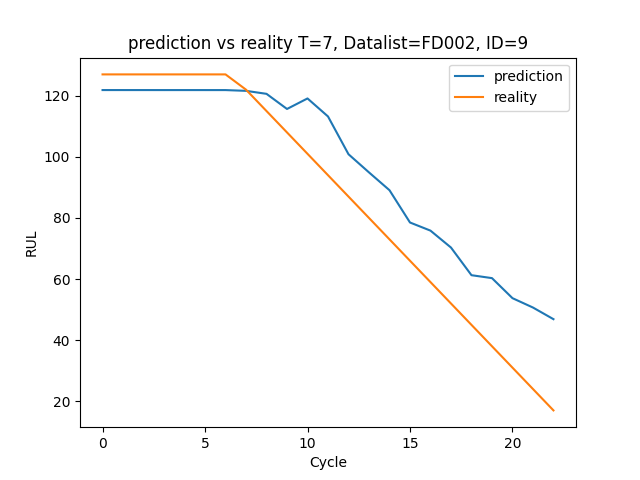 prediction vs reality T=7, Datalist=FD002, ID=9
prediction
reality
RUL
120
100
80
60
40
20
0 5 10 15 20
Cycle